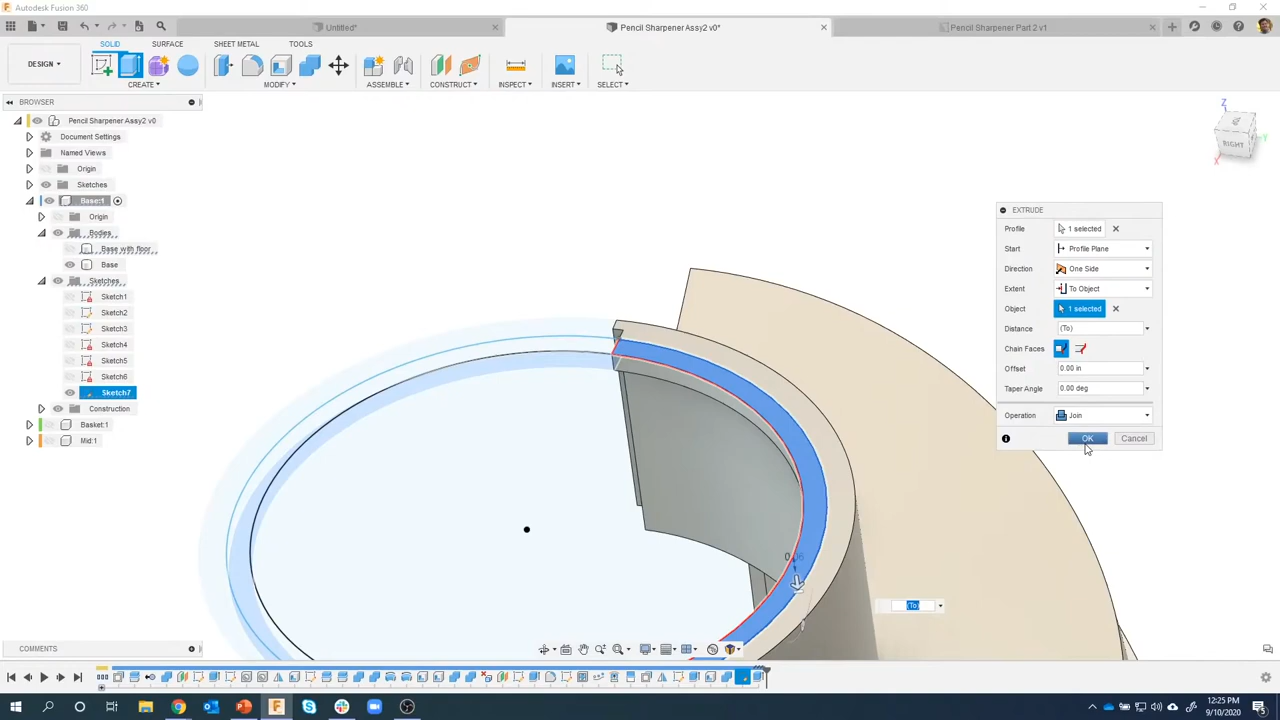 Autodesk Fusion 360
Untitled*
Pencil Sharpener Assy2 v0*
Pencil Sharpener Part 2 v1
DESIGN
SOLID
SURFACE
SHEET METAL
TOOLS
CREATE
MODIFY
ASSEMBLE
CONSTRUCT
INSPECT
INSERT
SELECT
BROWSER
Pencil Sharpener Assy2 v0
Document Settings
Named Views
Origin
Sketches
Base:1
Origin
Bodies
Base with floor
Base
Sketches
Sketch1
Sketch2
Sketch3
Sketch4
Sketch5
Sketch6
Sketch7
Construction
Basket:1
Mid:1
Z
RIGHT
Y
X
EXTRUDE
Profile 1 selected
Start Profile Plane
Direction One Side
Extent To Object
Object 1 selected
Distance (To)
Chain Faces
Offset 0.00 in
Taper Angle 0.00 deg
Operation Join
OK Cancel
(To)
COMMENTS
12:25 PM
9/10/2020
5